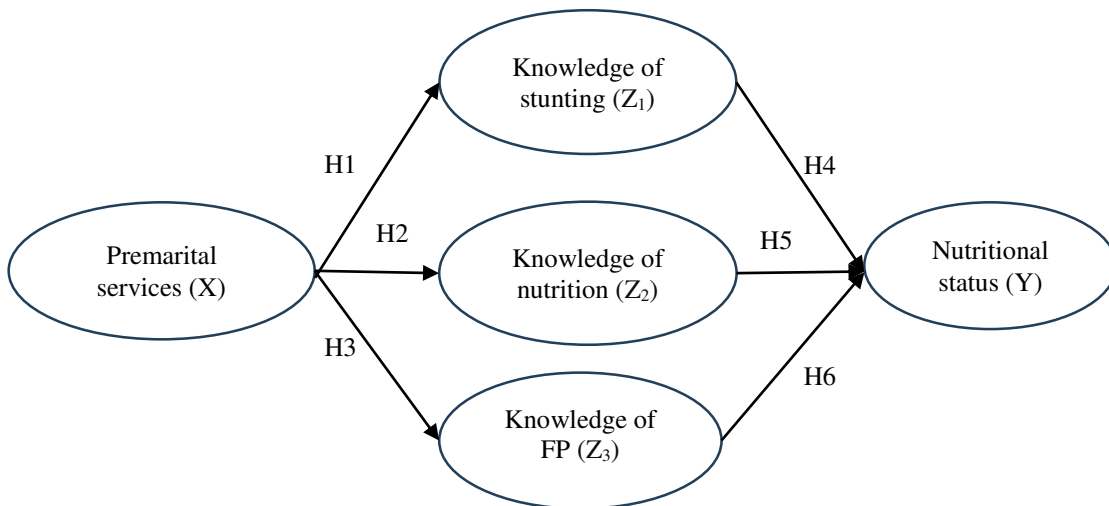 Knowledge of
stunting (Z₁)
H1
H4
H2
H5
Premarital
services (X)
Knowledge of
nutrition (Z₂)
Nutritional
status (Y)
H3
H6
Knowledge of
FP (Z₃)